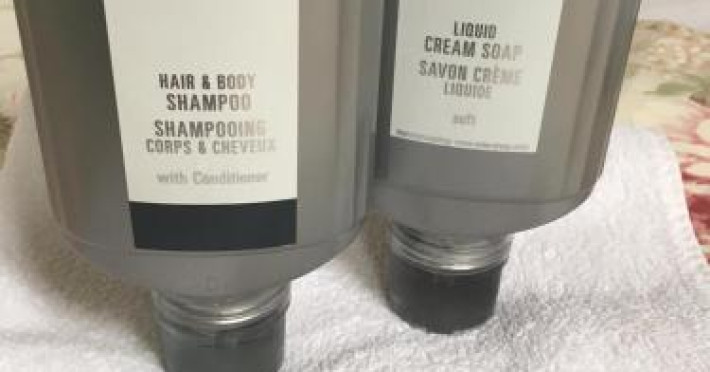 HAIR & BODY
SHAMPOO
SHAMPOOING
CORPS & CHEVEUX
with Conditioner
LIQUID
CREAM SOAP
SAVON CRÈME
LIQUIDE
soft